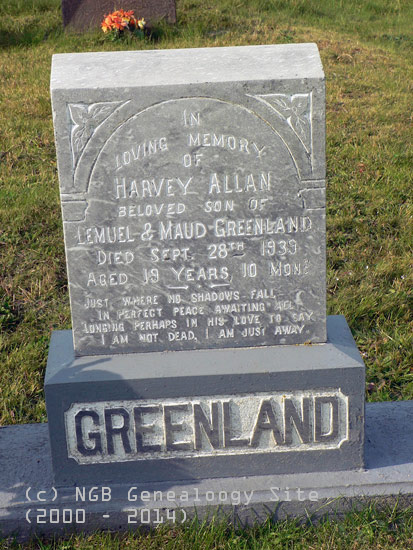 IN
LOVING MEMORY
OF
HARVEY ALLAN
BELOVED SON OF
LEMUEL & MAUD GREENLAND
DIED SEPT. 28TH 1939
AGED 19 YEARS 10 MONS
JUST WHERE NO SHADOWS FALL
IN PERFECT PEACE AWAITING ALL
LONGING PERHAPS IN HIS LOVE TO SAY
I AM NOT DEAD, I AM JUST AWAY.
GREENLAND
(c) NGB Genealogy Site
(2000 - 2014)